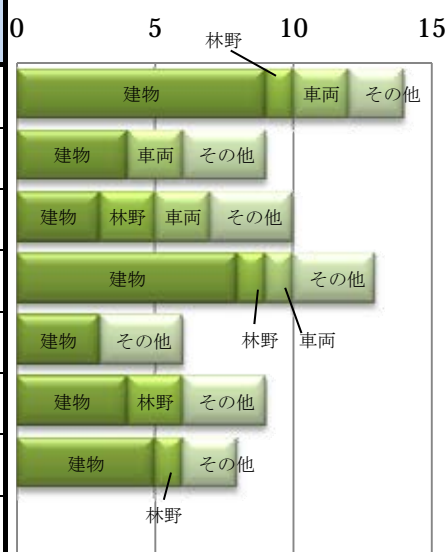 0 5 10 15
林野
建物 車両 その他
建物 車両 その他
建物 林野 車両 その他
建物 その他
林野 車両
建物 その他
建物 林野 その他
建物 その他
林野